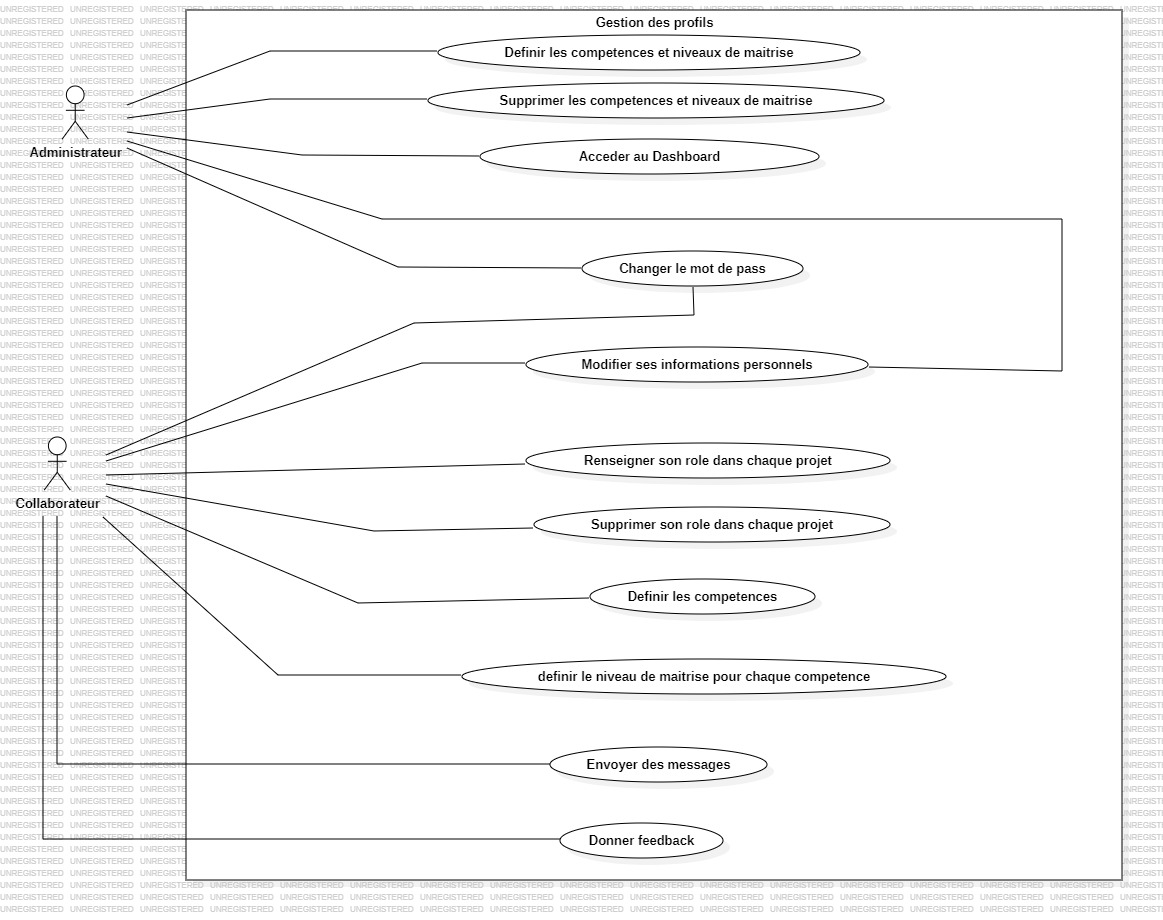 Gestion des profils
Definir les competences et niveaux de maitrise
Supprimer les competences et niveaux de maitrise
Administrateur
Acceder au Dashboard
Changer le mot de pass
Modifier ses informations personnels
Renseigner son role dans chaque projet
Collaborateur
Supprimer son role dans chaque projet
Definir les competences
definir le niveau de maitrise pour chaque competence
Envoyer des messages
Donner feedback
UNREGISTERED